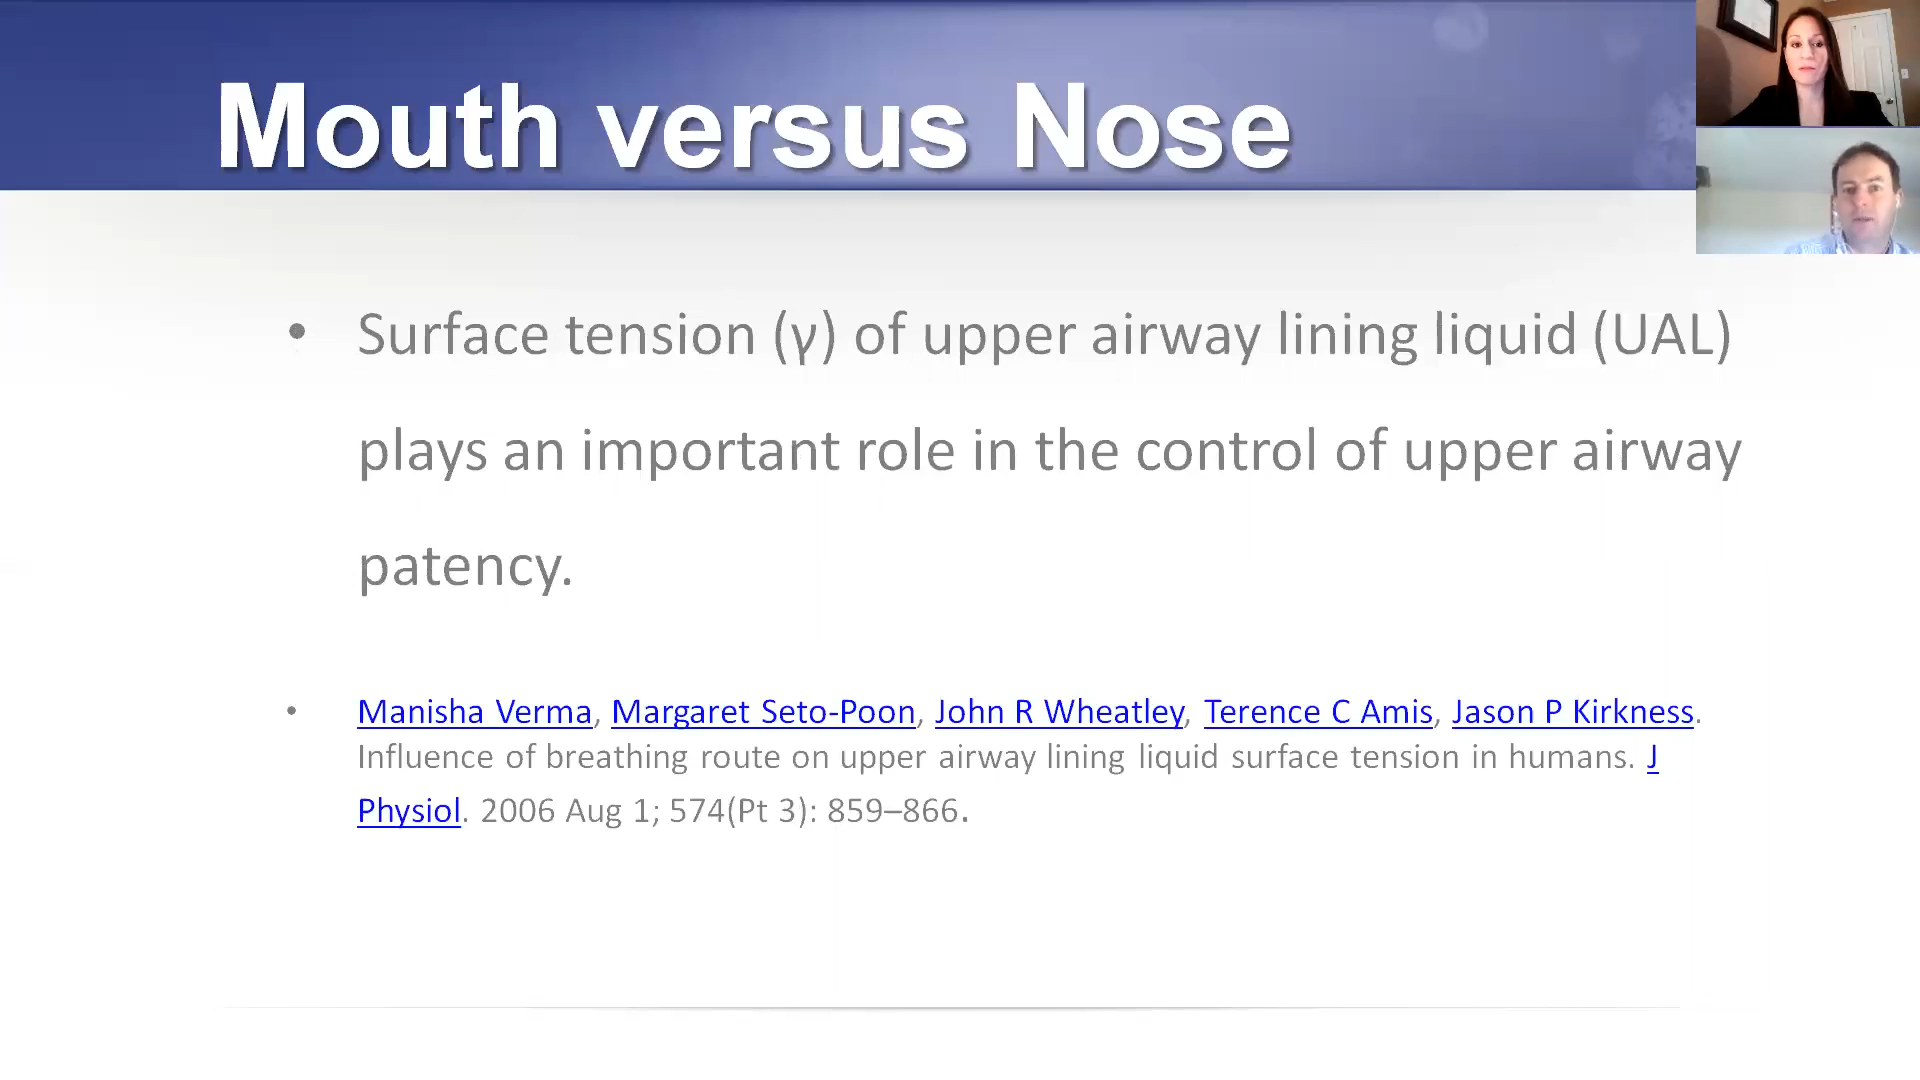 Mouth versus Nose
• Surface tension (γ) of upper airway lining liquid (UAL)
plays an important role in the control of upper airway
patency.
• Manisha Verma, Margaret Seto-Poon, John R Wheatley, Terence C Amis, Jason P Kirkness.
Influence of breathing route on upper airway lining liquid surface tension in humans. J
Physiol. 2006 Aug 1; 574(Pt 3): 859–866.